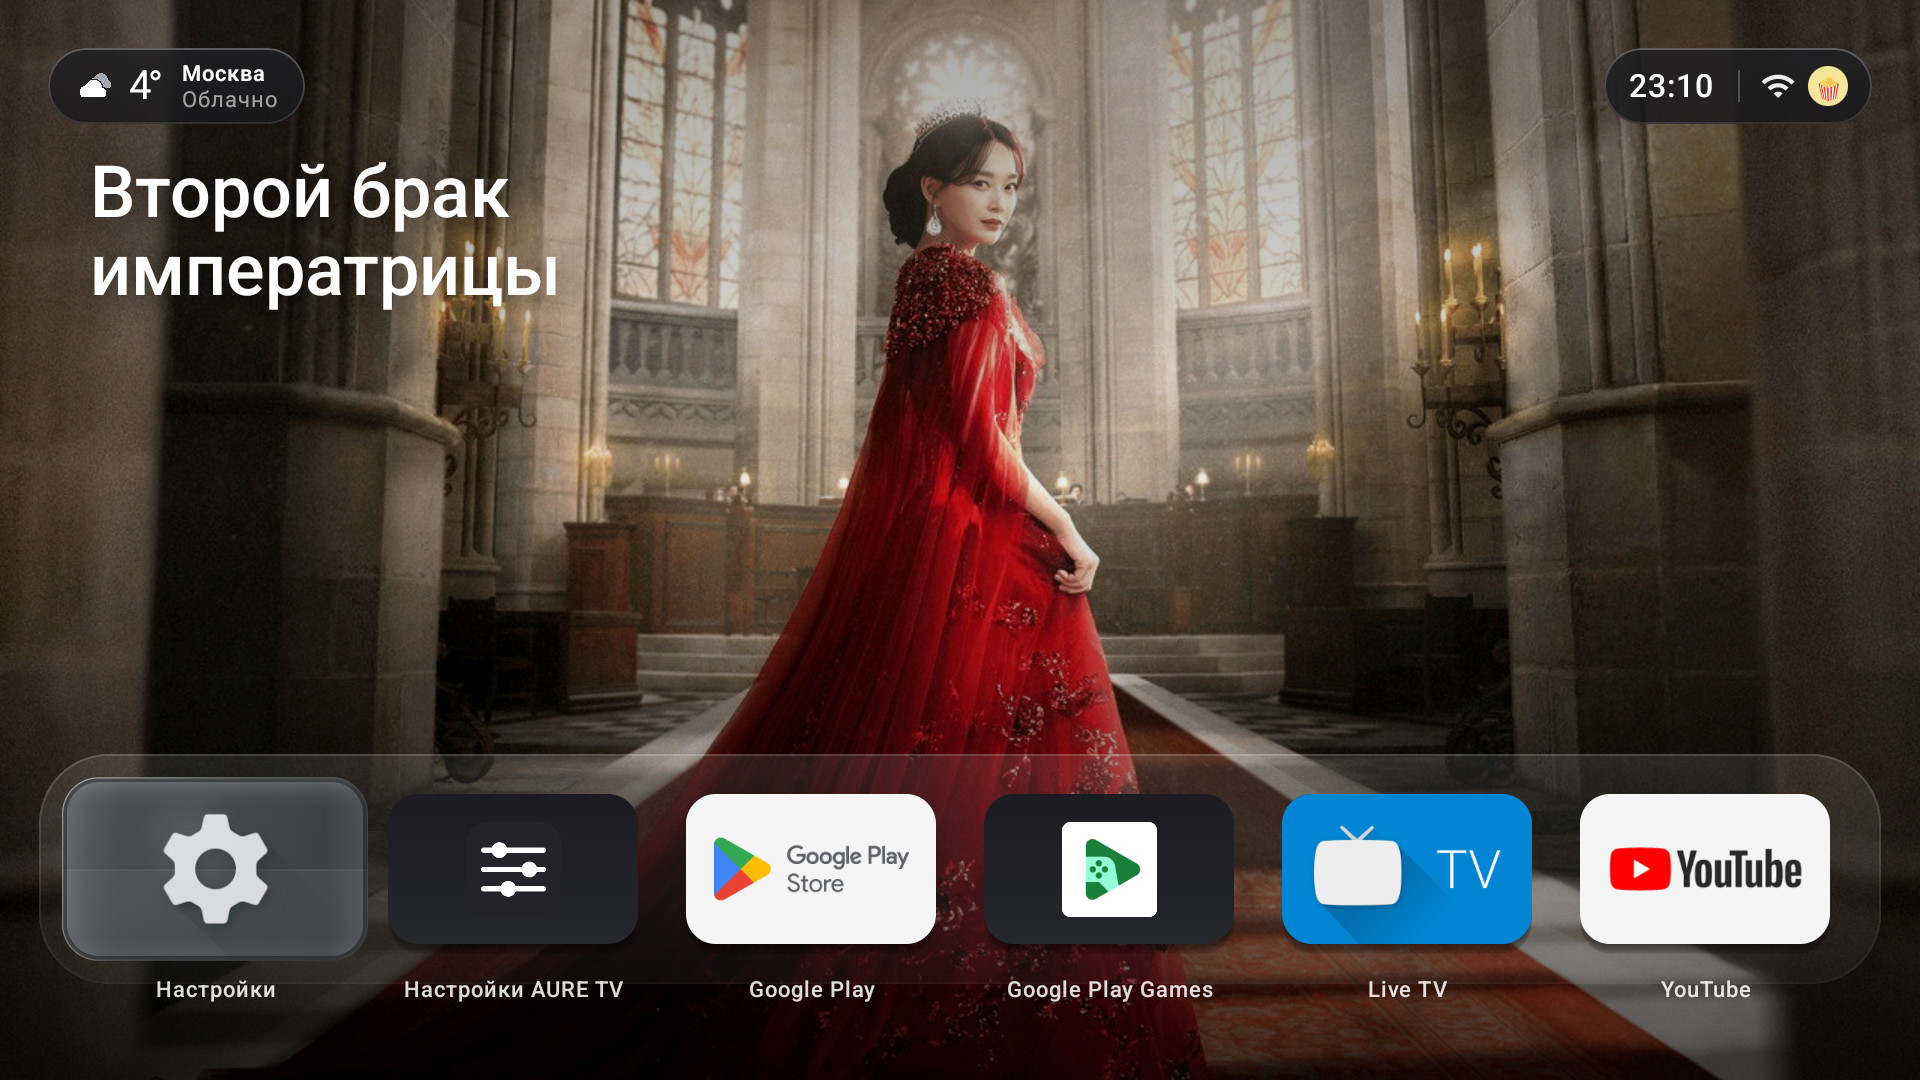 4°
Москва
Облачно
23:10
Второй брак
императрицы
Google Play
Store
TV
YouTube
Настройки
Настройки AURE TV
Google Play
Google Play Games
Live TV
YouTube